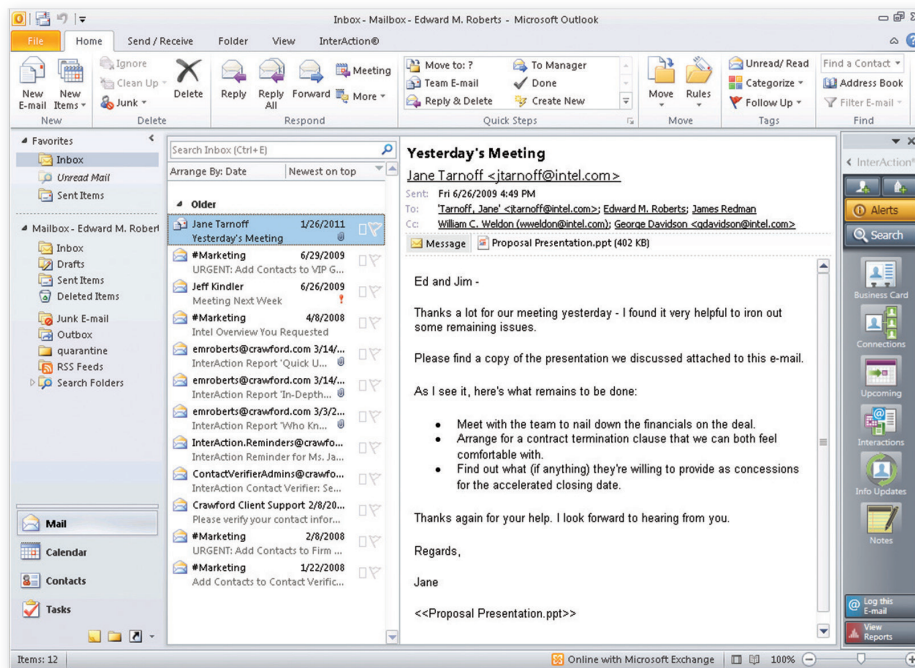 Inbox - Mailbox - Edward M. Roberts - Microsoft Outlook
File Home Send / Receive Folder View InterAction®
New E-mail
New Items
New
Ignore
Clean Up
Junk
Delete
Delete
Reply
Reply All
Forward
Meeting
More
Respond
Move to: ?
Team E-mail
Reply & Delete
To Manager
Done
Create New
Quick Steps
Move
Rules
Move
Unread/ Read
Categorize
Follow Up
Tags
Find a Contact
Address Book
Filter E-mail
Find
Favorites
Inbox
Unread Mail
Sent Items
Mailbox - Edward M. Robert
Inbox
Drafts
Sent Items
Deleted Items
Junk E-mail
Outbox
quarantine
RSS Feeds
Search Folders
Mail
Calendar
Contacts
Tasks
Search Inbox (Ctrl+E)
Arrange By: Date Newest on top
Older
Jane Tarnoff 1/26/2011
Yesterday's Meeting
#Marketing 6/29/2009
URGENT: Add Contacts to VIP G...
Jeff Kindler 6/26/2009
Meeting Next Week
#Marketing 4/8/2008
Intel Overview You Requested
emroberts@crawford.com 3/14/...
InterAction Report 'Quick U...
emroberts@crawford.com 3/14/...
InterAction Report 'In-Depth...
emroberts@crawford.com 3/3/2...
InterAction Report 'Who Kn...
InterAction.Reminders@crawfo...
InterAction Reminder for Ms. Ja...
ContactVerifierAdmins@crawfo...
InterAction Contact Verifier: Se...
Crawford Client Support 2/8/20...
Please verify your contact infor...
#Marketing 2/8/2008
URGENT: Add Contacts to Firm ...
#Marketing 1/22/2008
Add Contacts to Contact Verific...
Yesterday's Meeting
Jane Tarnoff <jtarnoff@intel.com>
Sent: Fri 6/26/2009 4:49 PM
To: 'Tarnoff, Jane' <jtarnoff@intel.com>; Edward M. Roberts; James Redman
Cc: William C. Weldon (wweldon@intel.com); George Davidson <gdavidson@intel.com>
Message Proposal Presentation.ppt (402 KB)
Ed and Jim -
Thanks a lot for our meeting yesterday - I found it very helpful to iron out
some remaining issues.
Please find a copy of the presentation we discussed attached to this e-mail.
As I see it, here's what remains to be done:
• Meet with the team to nail down the financials on the deal.
• Arrange for a contract termination clause that we can both feel
comfortable with.
• Find out what (if anything) they're willing to provide as concessions
for the accelerated closing date.
Thanks again for your help. I look forward to hearing from you.
Regards,
Jane
<<Proposal Presentation.ppt>>
InterAction®
Alerts
Search
Business Card
Connections
Upcoming
Interactions
Info Updates
Notes
Log this E-mail
View Reports
Items: 12
Online with Microsoft Exchange
100%